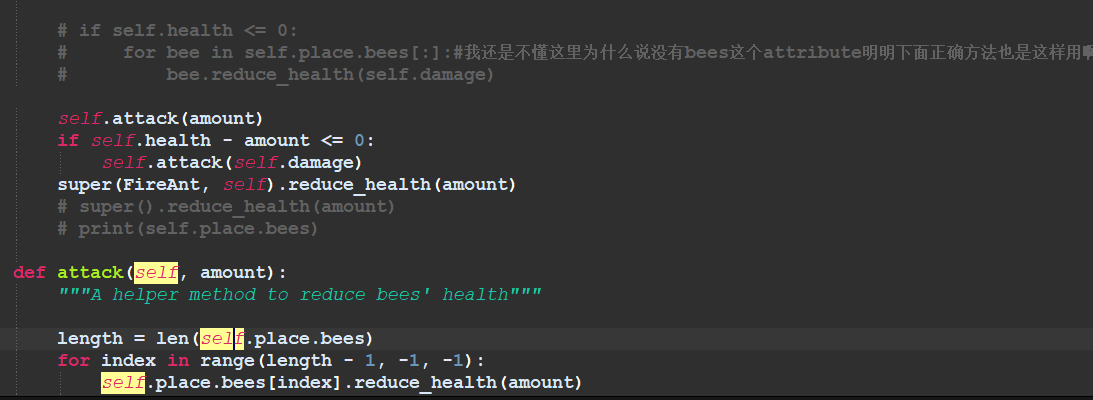 # if self.health <= 0:
#     for bee in self.place.bees[:]:#我还是不懂这里为什么说没有bees这个attribute明明下面正确方法也是这样用
#         bee.reduce_health(self.damage)
self.attack(amount)
if self.health - amount <= 0:
    self.attack(self.damage)
super(FireAnt, self).reduce_health(amount)
# super().reduce_health(amount)
# print(self.place.bees)
def attack(self, amount):
    """A helper method to reduce bees' health"""
    length = len(self.place.bees)
    for index in range(length - 1, -1, -1):
        self.place.bees[index].reduce_health(amount)